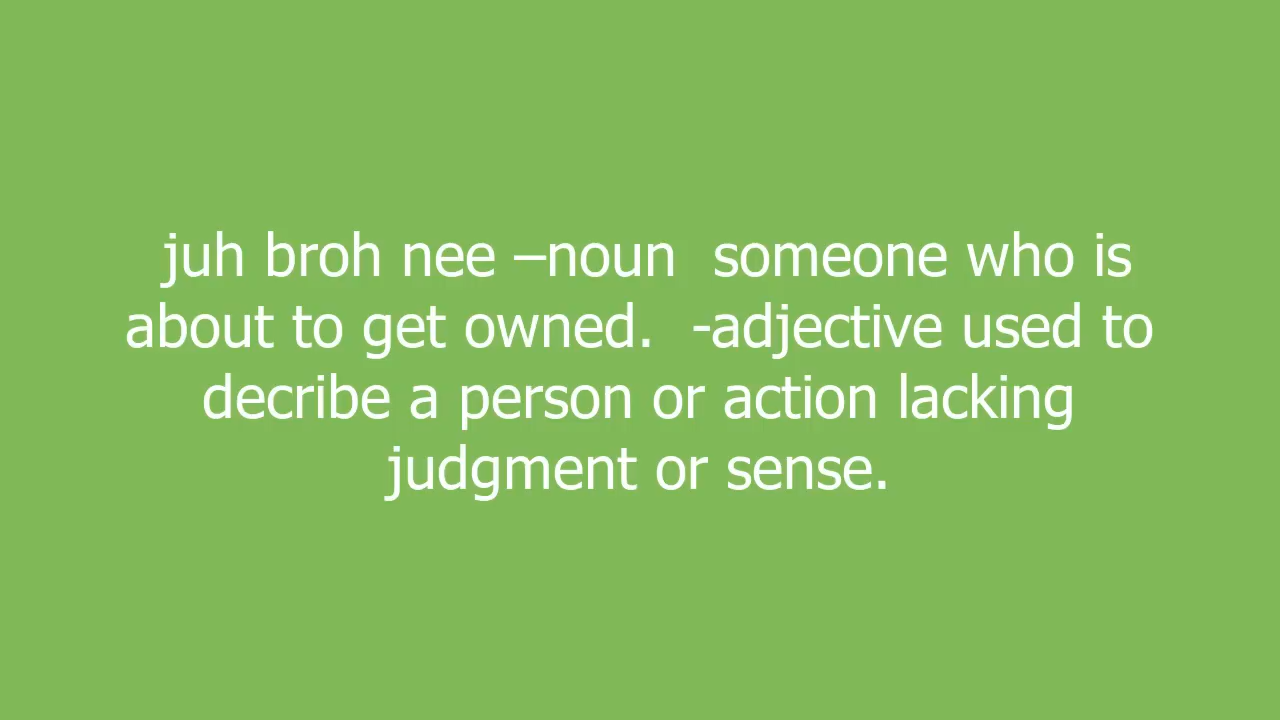 juh broh nee –noun  someone who is
about to get owned.  -adjective used to
decribe a person or action lacking
judgment or sense.